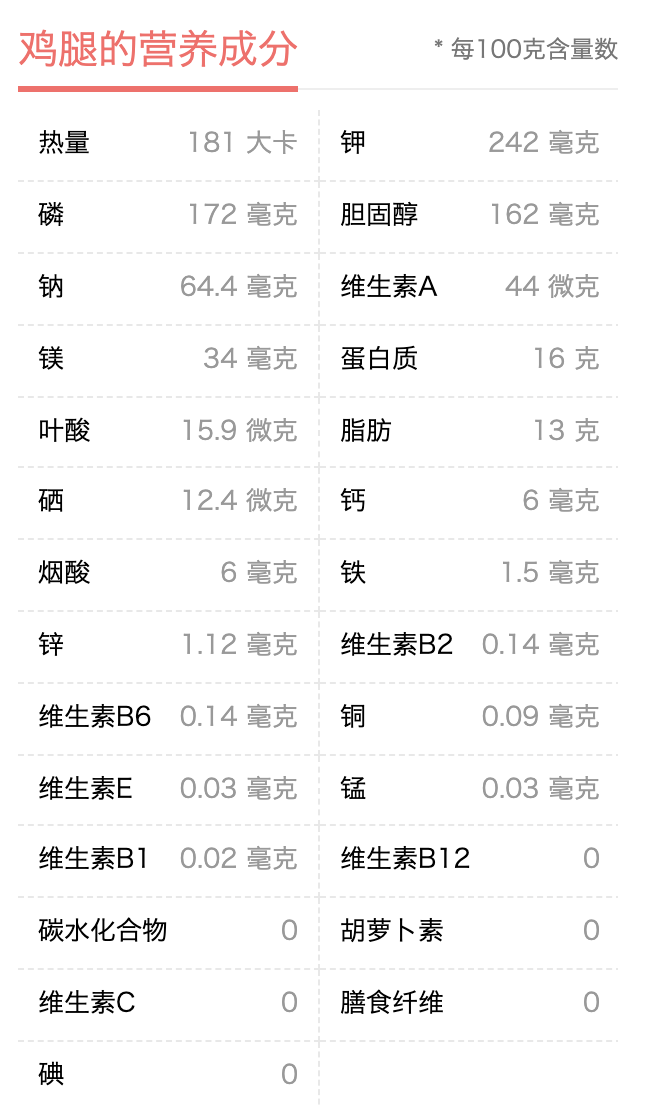 鸡腿的营养成分 * 每100克含量数
热量 181 大卡 钾 242 毫克
磷 172 毫克 胆固醇 162 毫克
钠 64.4 毫克 维生素A 44 微克
镁 34 毫克 蛋白质 16 克
叶酸 15.9 微克 脂肪 13 克
硒 12.4 微克 钙 6 毫克
烟酸 6 毫克 铁 1.5 毫克
锌 1.12 毫克 维生素B2 0.14 毫克
维生素B6 0.14 毫克 铜 0.09 毫克
维生素E 0.03 毫克 锰 0.03 毫克
维生素B1 0.02 毫克 维生素B12 0
碳水化合物 0 胡萝卜素 0
维生素C 0 膳食纤维 0
碘 0